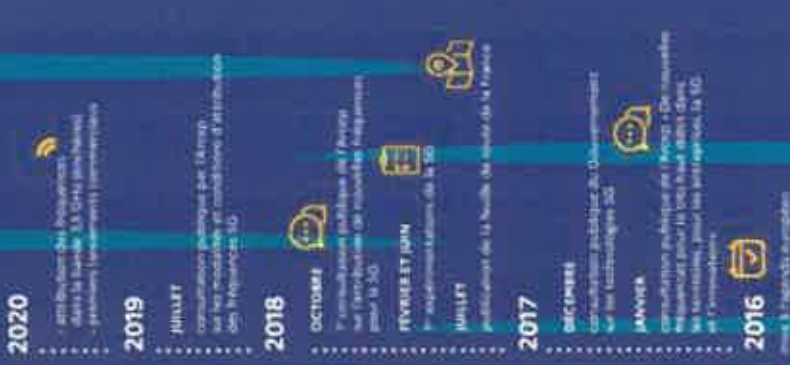 2020
- attribution des fréquences
dans la bande 3,5 GHz
- premiers lancements commerciaux
2019
JUILLET
consultation publique par l'Arcep
sur les modalités et conditions d'attribution
des fréquences 5G
2018
OCTOBRE
consultation publique de l'Arcep
sur l'attribution de nouvelles fréquences
pour la 5G
FÉVRIER ET JUIN
expérimentation de la 5G
JUILLET
publication de la feuille de route de la France
2017
DÉCEMBRE
consultation publique du Gouvernement
sur les technologies 5G
JANVIER
consultation publique de l'Arcep « De nouvelles
fréquences pour le très haut débit dans
les territoires, pour les entreprises, la 5G
et l'innovation »
2016